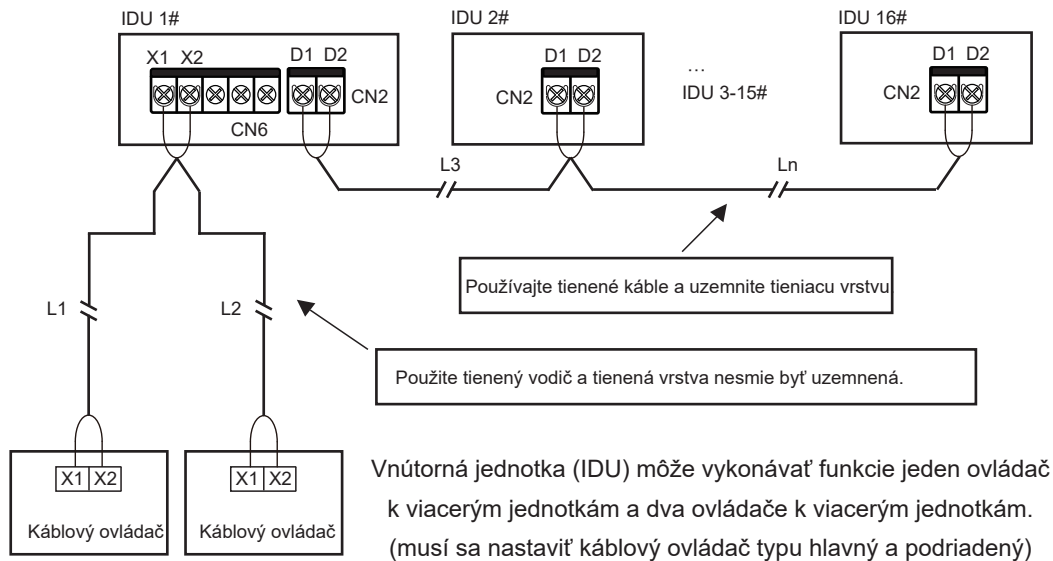 IDU 1#
IDU 2#
IDU 16#
X1 X2
D1 D2
CN2
CN6
D1 D2
CN2
…
IDU 3-15#
D1 D2
CN2
L3
Ln
Používajte tienené káble a uzemnite tieniacu vrstvu
L1
L2
Použite tienený vodič a tienená vrstva nesmie byť uzemnená.
X1 X2
Káblový ovládač
X1 X2
Káblový ovládač
Vnútorná jednotka (IDU) môže vykonávať funkcie jeden ovládač
k viacerým jednotkám a dva ovládače k viacerým jednotkám.
(musí sa nastaviť káblový ovládač typu hlavný a podriadený)